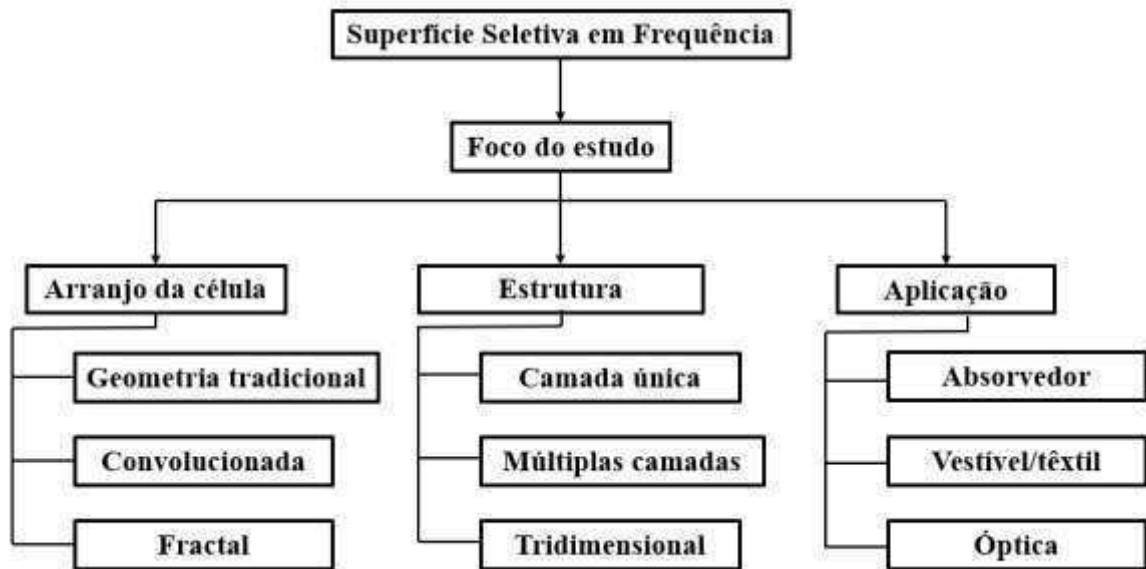 Superfície Seletiva em Frequência
Foco do estudo
Arranjo da célula
Geometria tradicional
Convolucionada
Fractal
Estrutura
Camada única
Múltiplas camadas
Tridimensional
Aplicação
Absorvedor
Vestível/têxtil
Óptica